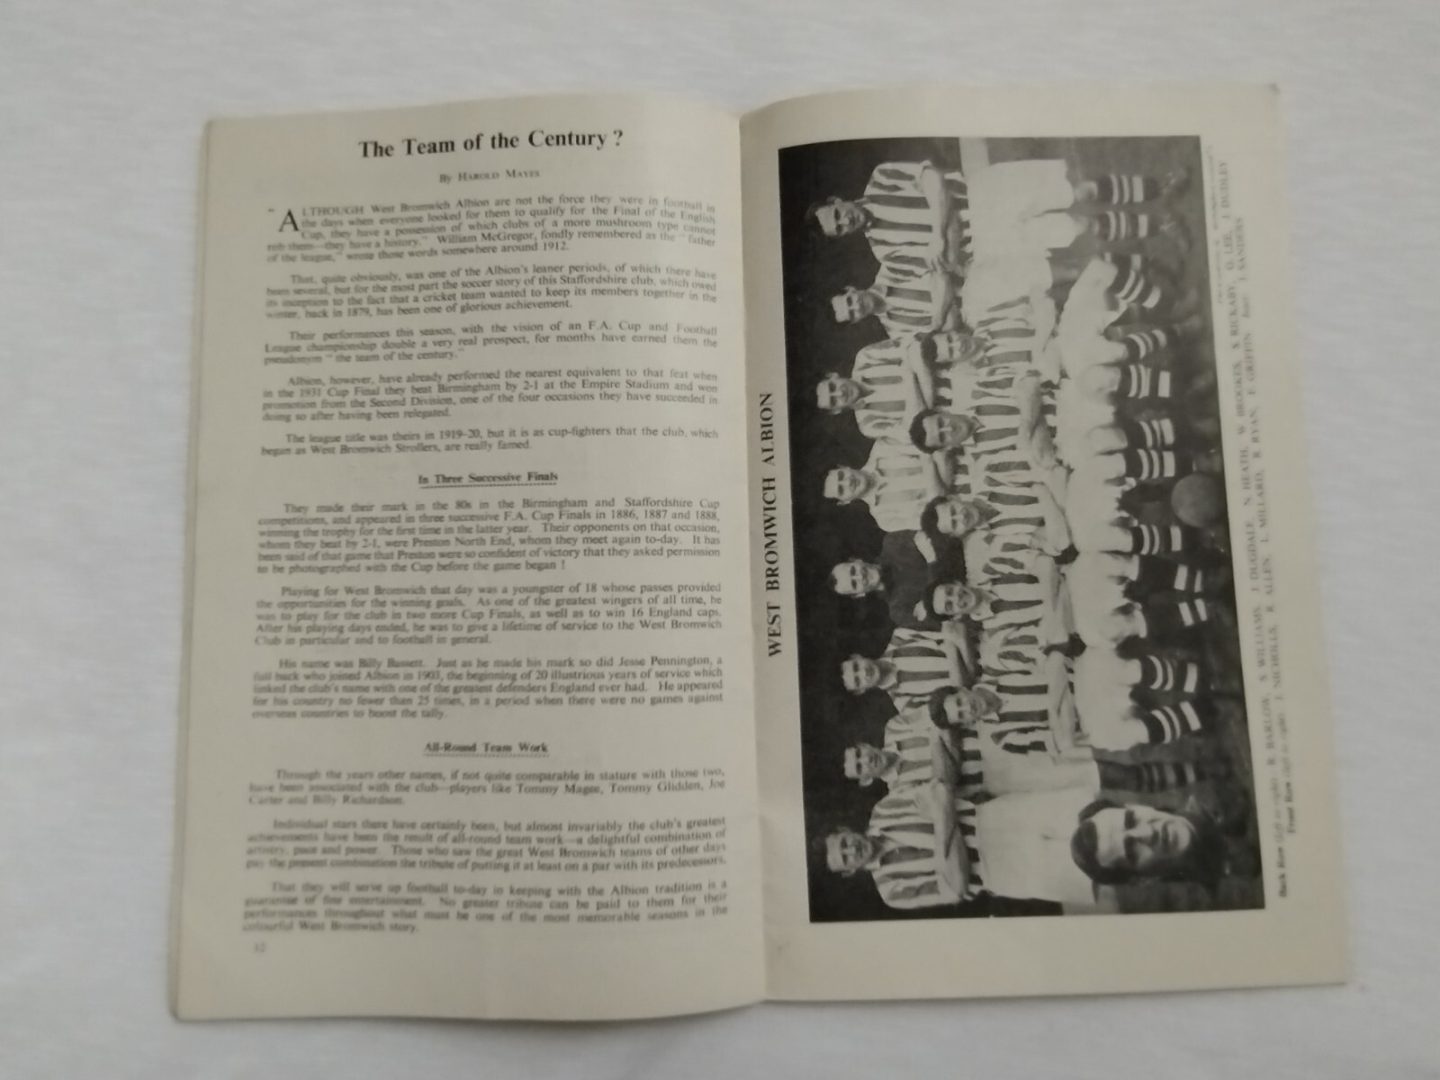 The Team of the Century ?
By HAROLD MAYES
" ALTHOUGH West Bromwich Albion are not the force they were in football in
the days when everyone looked for them to qualify for the Final of the English
Cup, they have a possession of which clubs of a more mushroom type cannot
rob them—they have a history." William McGregor, fondly remembered as the " father
of the league," wrote those words somewhere around 1912.
That, quite obviously, was one of the Albion's leaner periods, of which there have
been several, but for the most part the soccer story of this Staffordshire club, which owed
its inception to the fact that a cricket team wanted to keep its members together in the
winter, back in 1879, has been one of glorious achievement.
Their performances this season, with the vision of an F.A. Cup and Football
League championship double a very real prospect, for months have earned them the
pseudonym " the team of the century."
Albion, however, have already performed the nearest equivalent to that feat when
in the 1931 Cup Final they beat Birmingham by 2-1 at the Empire Stadium and won
promotion from the Second Division, one of the four occasions they have succeeded in
doing so after having been relegated.
The league title was theirs in 1919-20, but it is as cup-fighters that the club, which
began as West Bromwich Strollers, are really famed.
In Three Successive Finals
They made their mark in the 80s in the Birmingham and Staffordshire Cup
competitions, and appeared in three successive F.A. Cup Finals in 1886, 1887 and 1888,
winning the trophy for the first time in the latter year. Their opponents on that occasion,
whom they beat by 2-1, were Preston North End, whom they meet again to-day. It has
been said of that game that Preston were so confident of victory that they asked permission
to be photographed with the Cup before the game began !
Playing for West Bromwich that day was a youngster of 18 whose passes provided
the opportunities for the winning goals. As one of the greatest wingers of all time, he
was to play for the club in two more Cup Finals, as well as to win 16 England caps.
After his playing days ended, he was to give a lifetime of service to the West Bromwich
Club in particular and to football in general.
His name was Billy Bassett. Just as he made his mark so did Jesse Pennington, a
full back who joined Albion in 1903, the beginning of 20 illustrious years of service which
linked the club's name with one of the greatest defenders England ever had. He appeared
for his country no fewer than 25 times, in a period when there were no games against
overseas countries to boost the tally.
All-Round Team Work
Through the years other names, if not quite comparable in stature with those two,
have been associated with the club—players like Tommy Magee, Tommy Glidden, Joe
Carter and Billy Richardson.
Individual stars there have certainly been, but almost invariably the club's greatest
achievements have been the result of all-round team work—a delightful combination of
artistry, pace and power. Those who saw the great West Bromwich teams of other days
pay the present combination the tribute of putting it at least on a par with its predecessors.
That they will serve up football to-day in keeping with the Albion tradition is a
guarantee of fine entertainment. No greater tribute can be paid to them for their
performances throughout what must be one of the most memorable seasons in the
colourful West Bromwich story.
12
WEST BROMWICH ALBION
Back Row (left to right) R. BARLOW, S. WILLIAMS, J. DUGDALE, N. HEATH, W. BROOKES, S. RICKABY, G. LEE, J. DUDLEY
Front Row (left to right) J. NICHOLLS, R. ALLEN, L. MILLARD, R. RYAN, F. GRIFFIN Inset: J. SANDERS